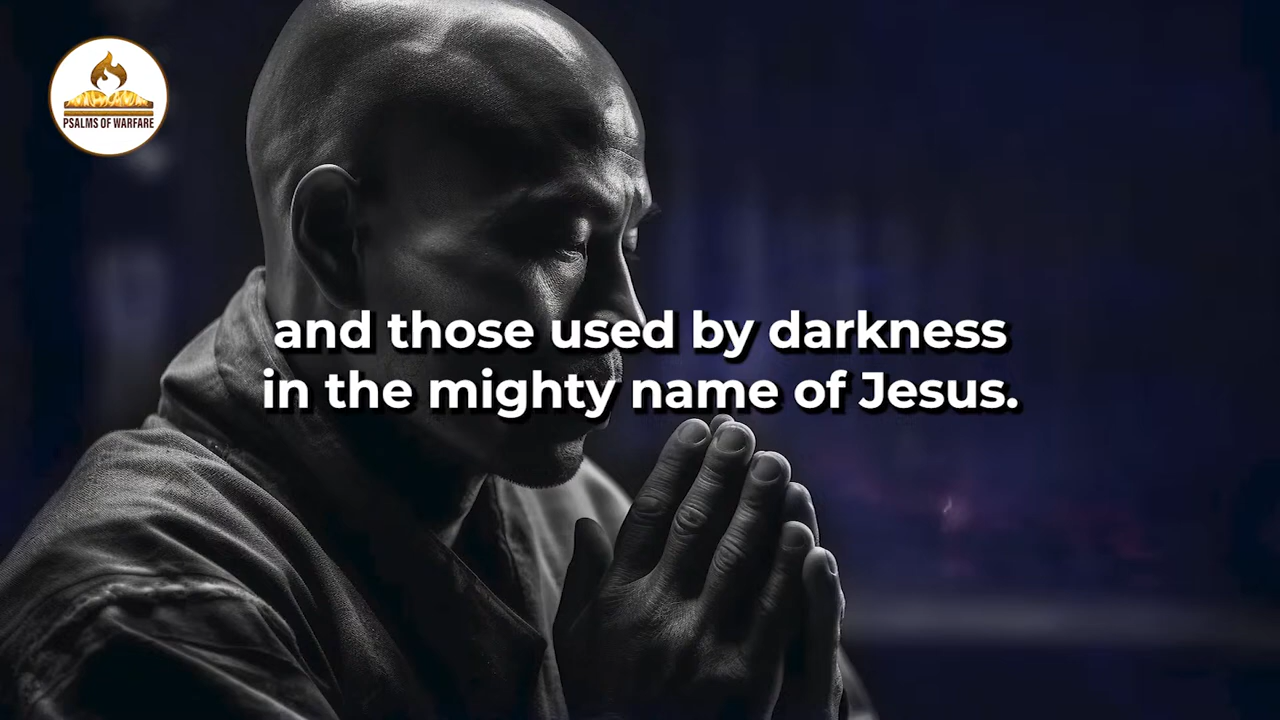 PSALMS OF WARFARE
and those used by darkness
in the mighty name of Jesus.